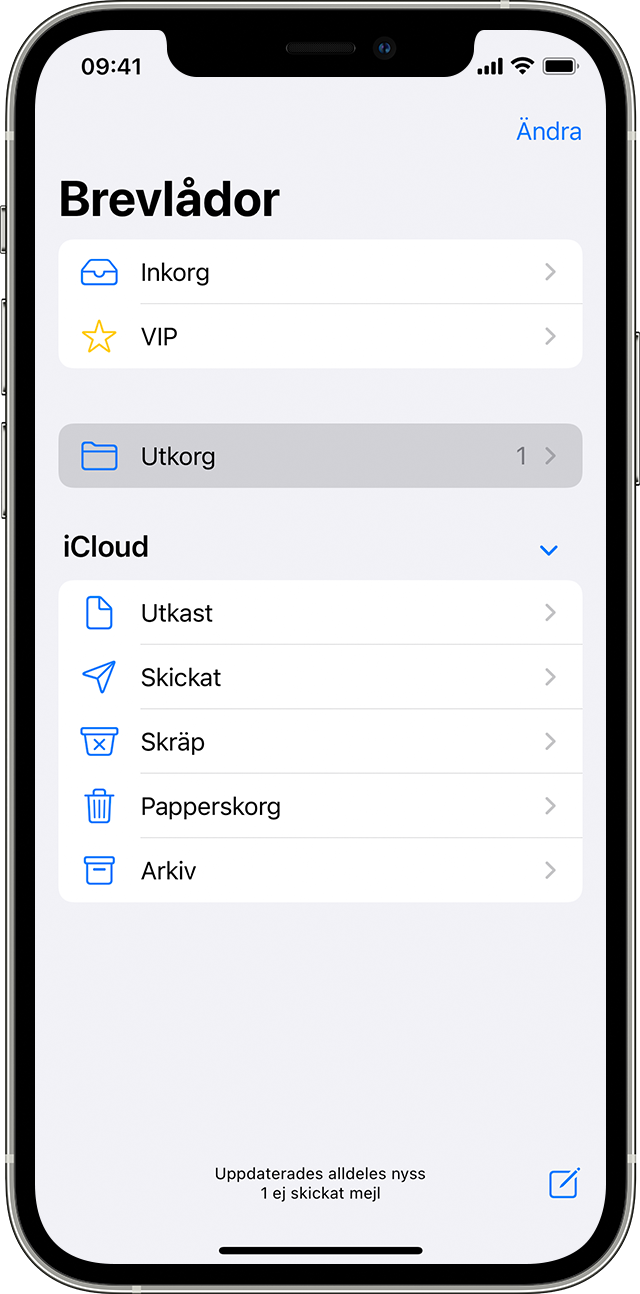 09:41
Ändra
Brevlådor
Inkorg
VIP
Utkorg 1
iCloud
Utkast
Skickat
Skräp
Papperskorg
Arkiv
Uppdaterades alldeles nyss
1 ej skickat mejl